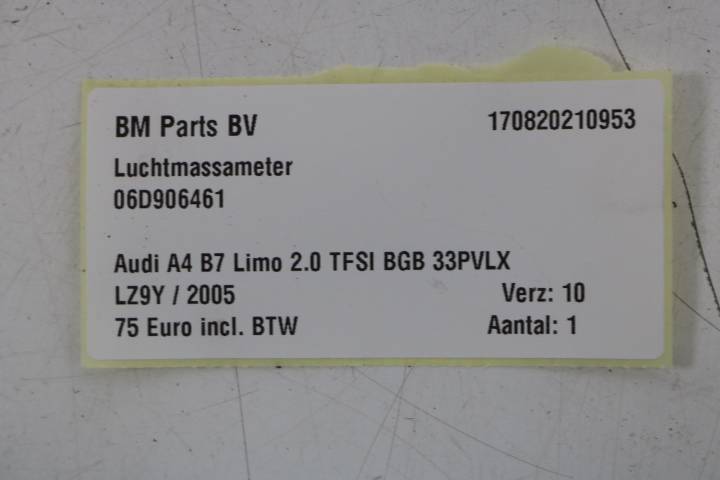 BM Parts BV 170820210953
Luchtmassameter
06D906461
Audi A4 B7 Limo 2.0 TFSI BGB 33PVLX
LZ9Y / 2005 Verz: 10
75 Euro incl. BTW Aantal: 1